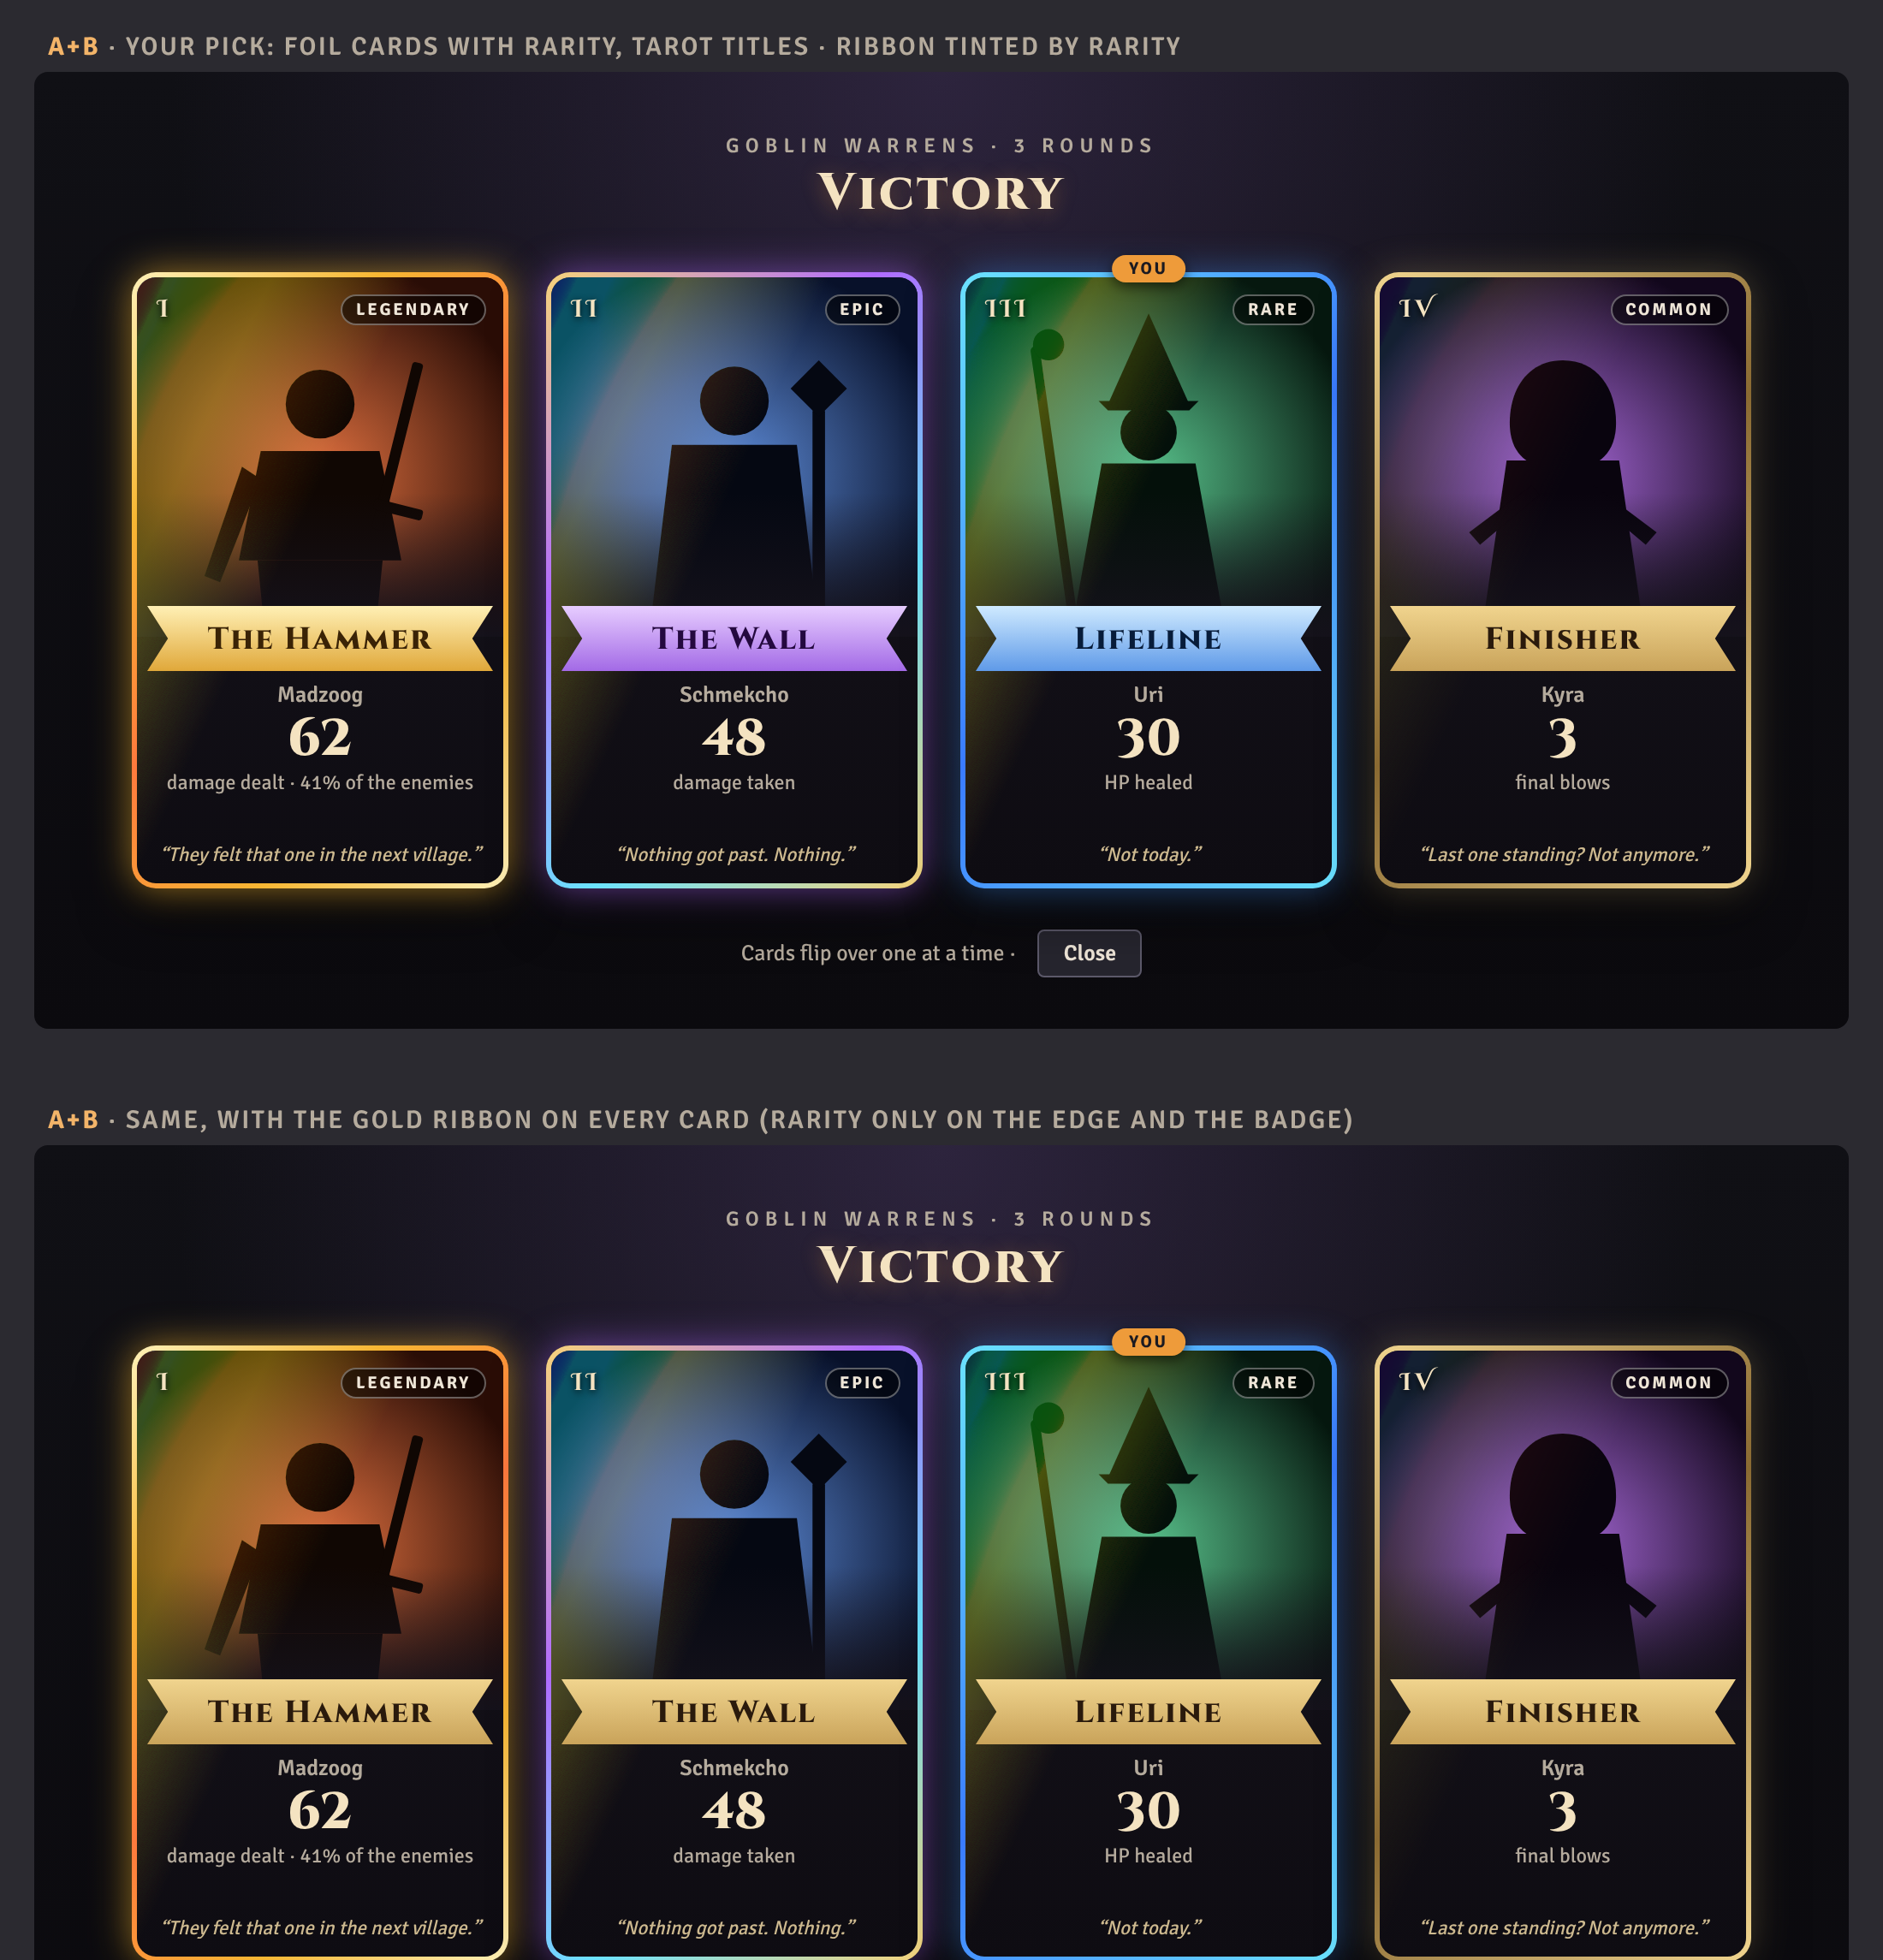 A+B · YOUR PICK: FOIL CARDS WITH RARITY, TAROT TITLES · RIBBON TINTED BY RARITY
GOBLIN WARRENS · 3 ROUNDS
VICTORY
YOU
I LEGENDARY
II EPIC
III RARE
IV COMMON
THE HAMMER
THE WALL
LIFELINE
FINISHER
Madzoog
Schmekcho
Uri
Kyra
62
48
30
3
damage dealt · 41% of the enemies
damage taken
HP healed
final blows
“They felt that one in the next village.”
“Nothing got past. Nothing.”
“Not today.”
“Last one standing? Not anymore.”
Cards flip over one at a time · Close
A+B · SAME, WITH THE GOLD RIBBON ON EVERY CARD (RARITY ONLY ON THE EDGE AND THE BADGE)
GOBLIN WARRENS · 3 ROUNDS
VICTORY
YOU
I LEGENDARY
II EPIC
III RARE
IV COMMON
THE HAMMER
THE WALL
LIFELINE
FINISHER
Madzoog
Schmekcho
Uri
Kyra
62
48
30
3
damage dealt · 41% of the enemies
damage taken
HP healed
final blows
“They felt that one in the next village.”
“Nothing got past. Nothing.”
“Not today.”
“Last one standing? Not anymore.”